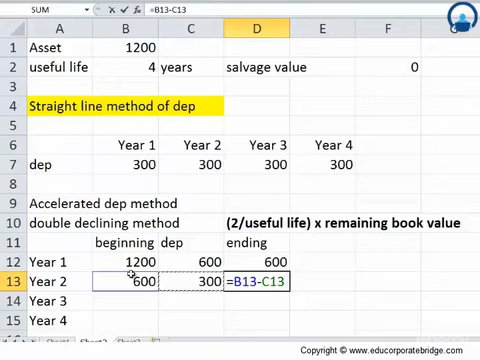 SUM =B13-C13
A B C D E F G
1 Asset 1200
2 useful life 4 years salvage value 0
3
4 Straight line method of dep
5
6 Year 1 Year 2 Year 3 Year 4
7 dep 300 300 300 300
8
9 Accelerated dep method
10 double declining method (2/useful life) x remaining book value
11 beginning dep ending
12 Year 1 1200 600 600
13 Year 2 600 300 =B13-C13
14 Year 3
15 Year 4
Sheet1 Sheet2
Copyright © www.educorporatebridge.com